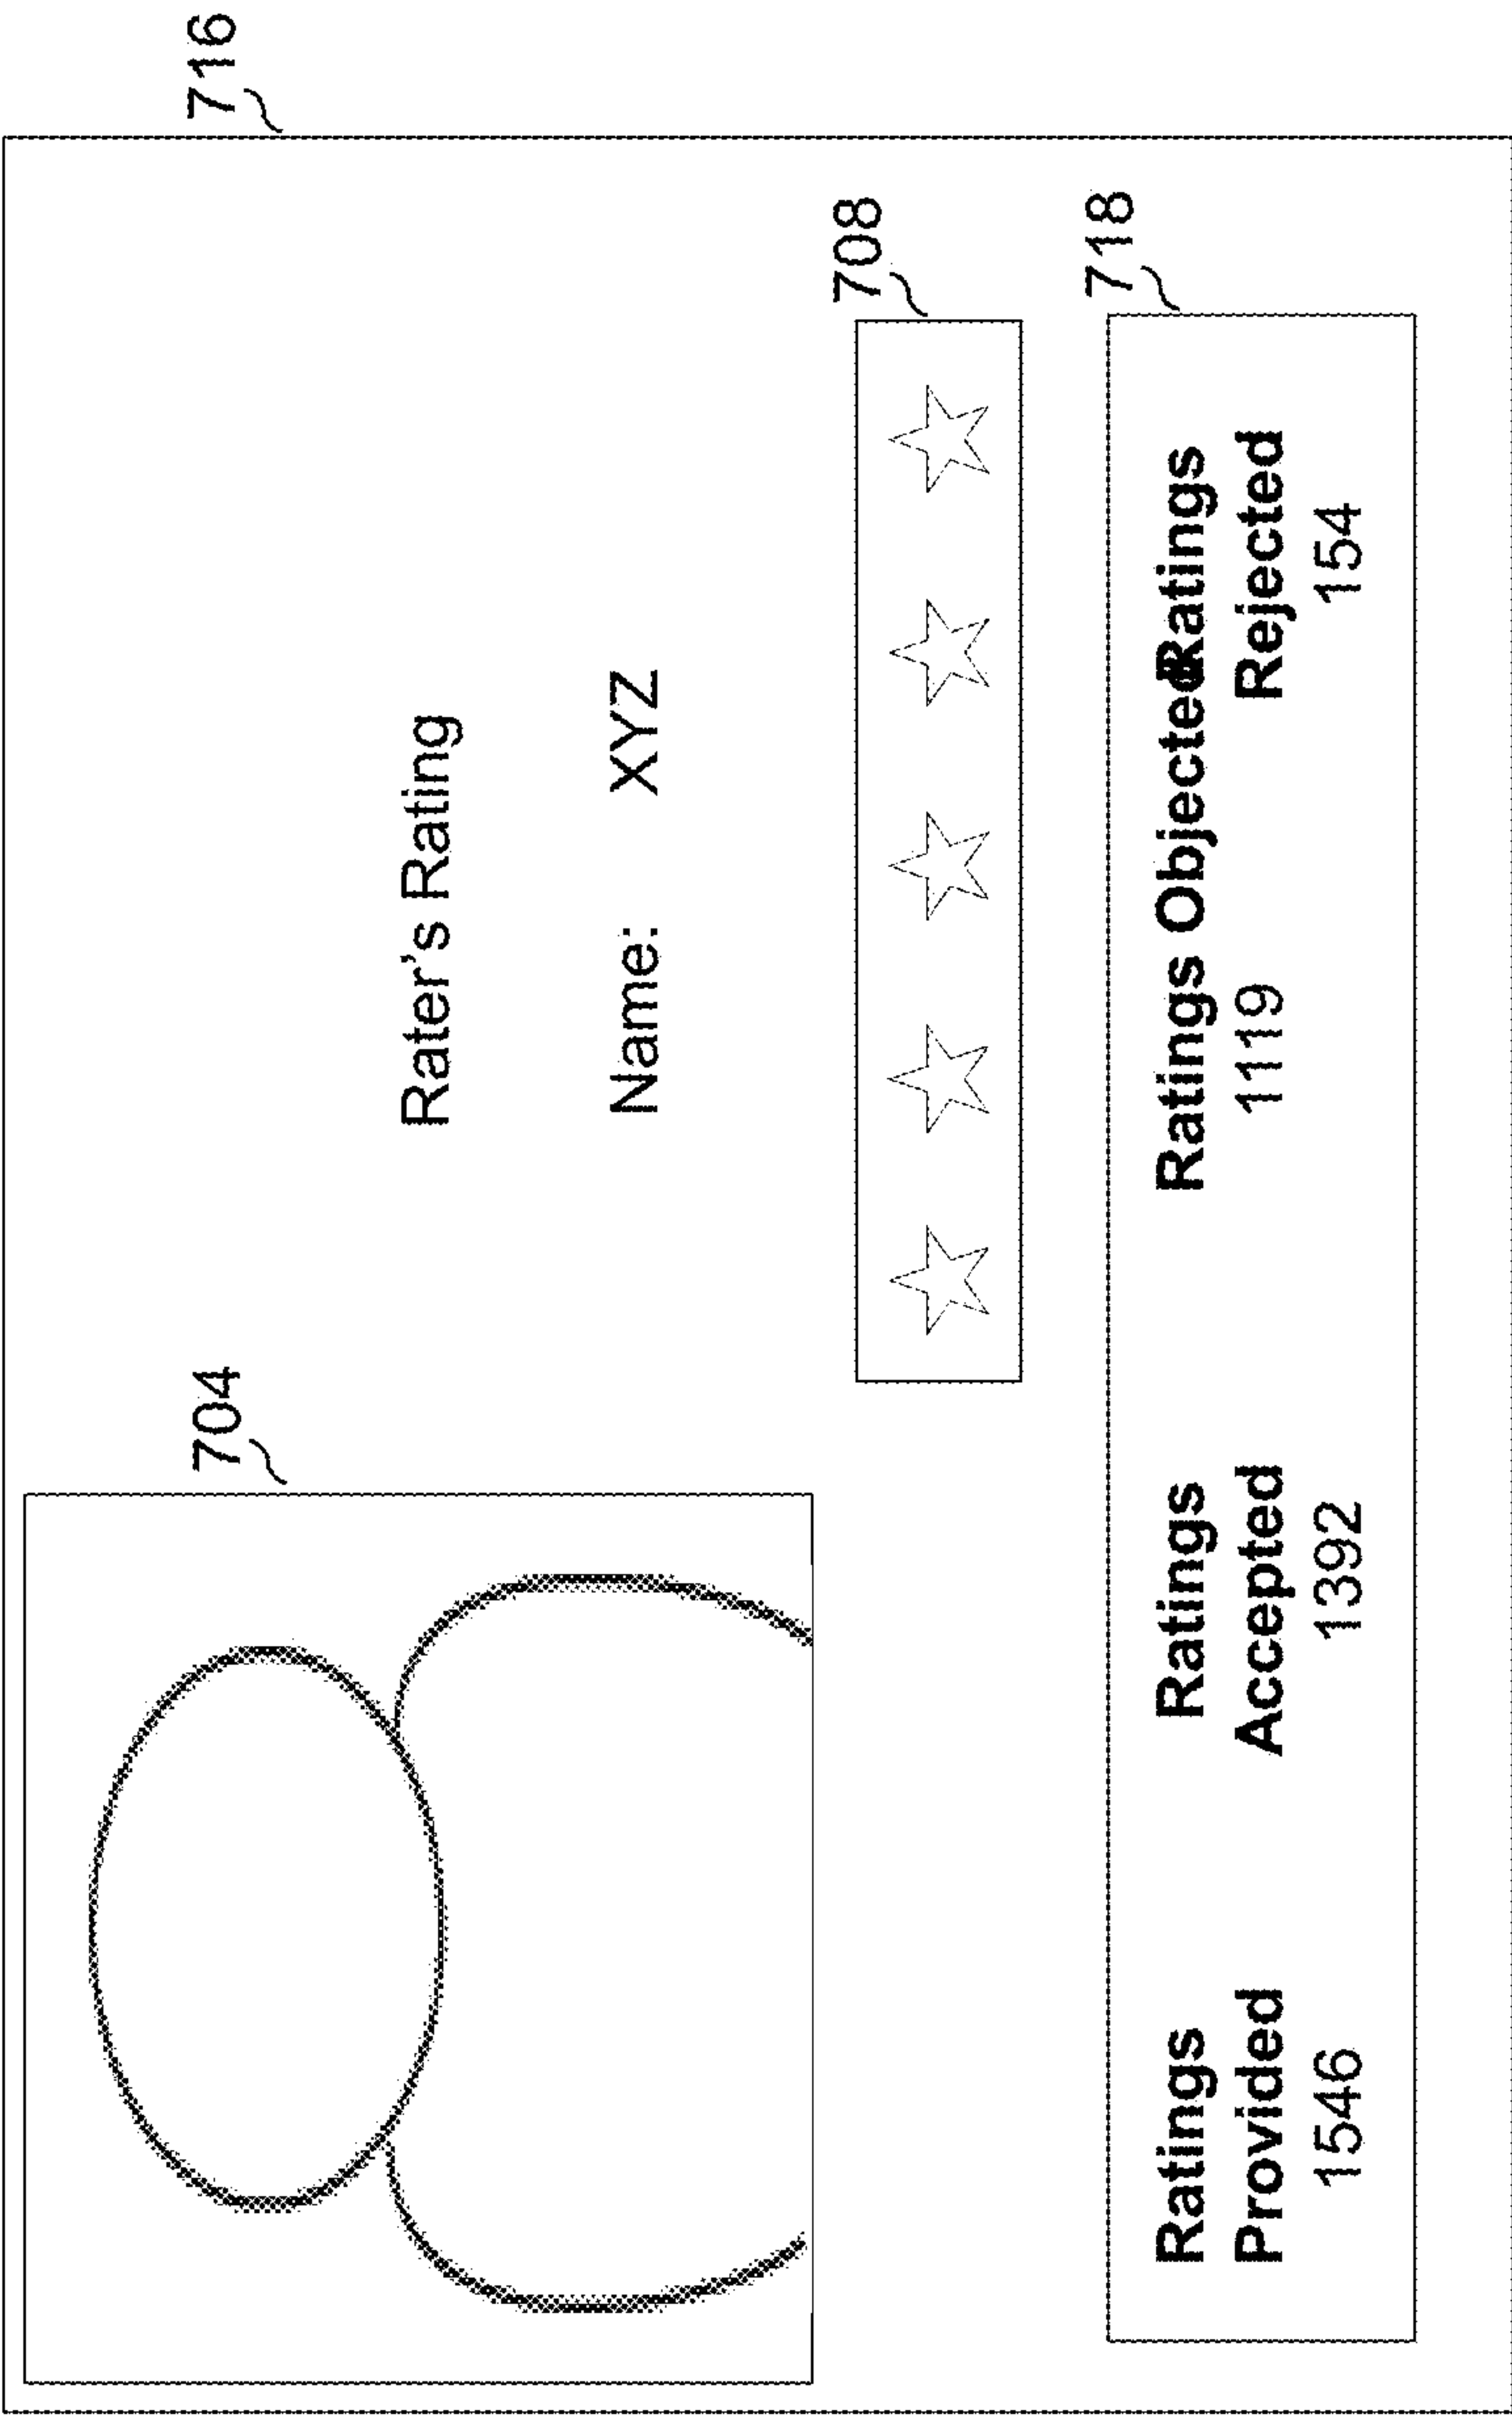 716
704
Rater's Rating
Name: XYZ
708
718
Ratings Provided
1546
Ratings Accepted
1392
Ratings Objected
1119
Ratings Rejected
154